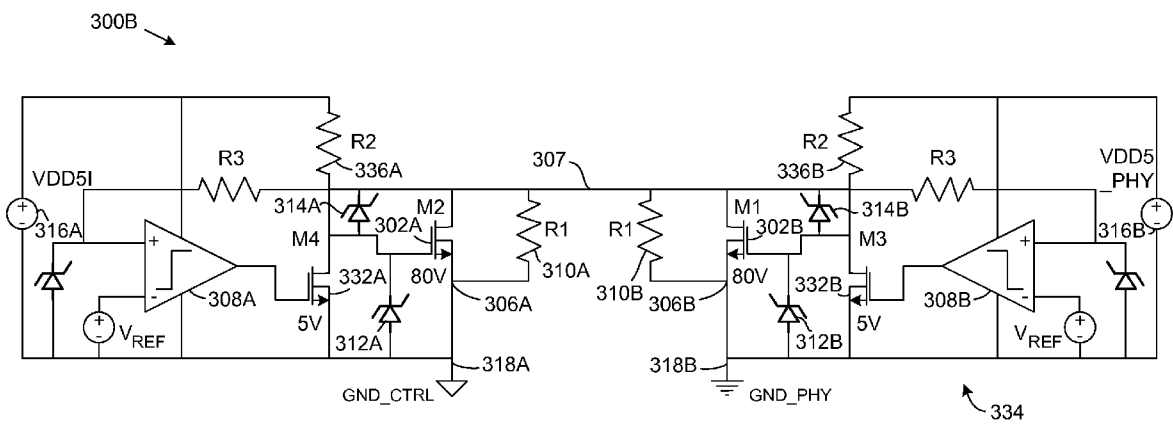 300B
R2
336A
307
R2
336B
R3
R3
VDD5I
VDD5
_PHY
316A
314A
M2
302A
R1
R1
M1
302B
314B
316B
M4
M3
+
-
+
-
+
-
+
-
+
-
+
-
308A
332A
80V
310A
310B
80V
332B
308B
306A
306B
5V
5V
VREF
312A
312B
VREF
318A
318B
GND_CTRL
GND_PHY
334